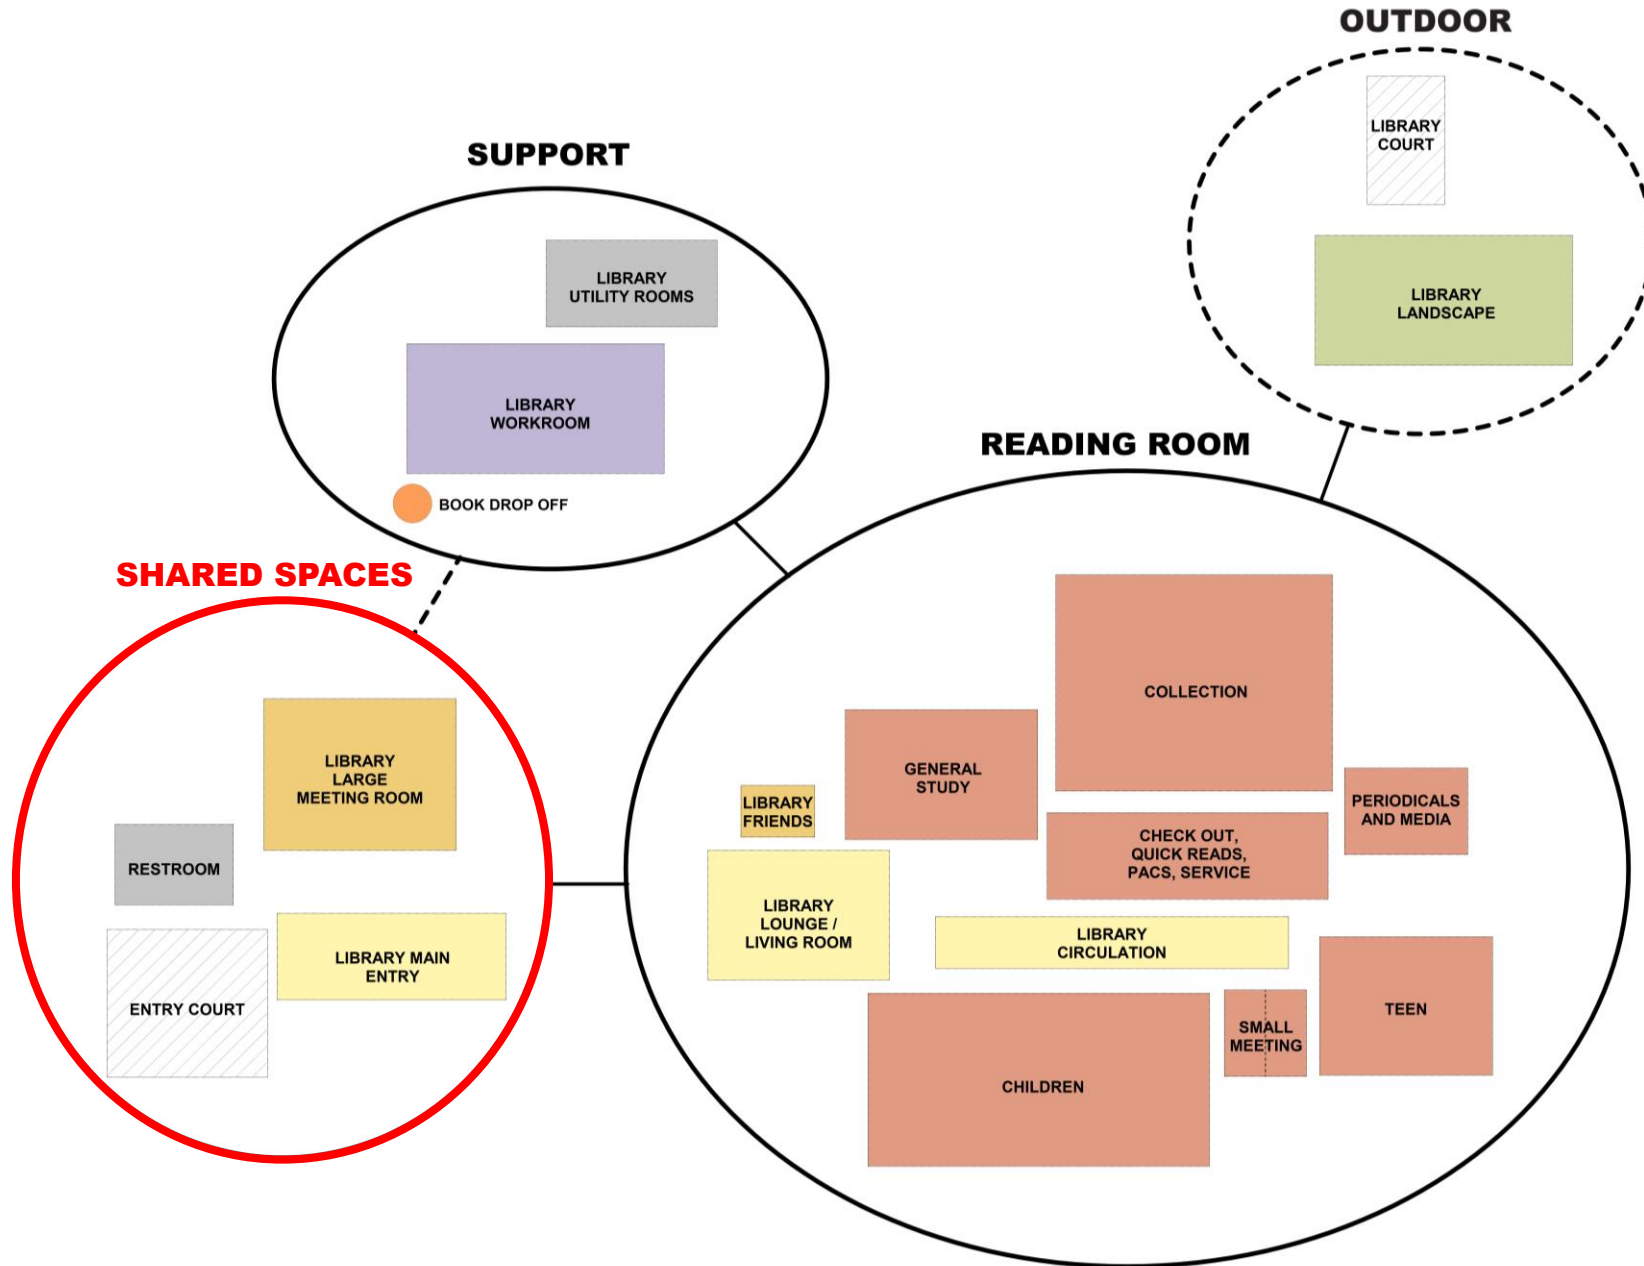 OUTDOOR
LIBRARY
COURT
LIBRARY
LANDSCAPE
SUPPORT
LIBRARY
UTILITY ROOMS
LIBRARY
WORKROOM
BOOK DROP OFF
SHARED SPACES
LIBRARY
LARGE
MEETING ROOM
RESTROOM
LIBRARY MAIN
ENTRY
ENTRY COURT
READING ROOM
COLLECTION
GENERAL
STUDY
PERIODICALS
AND MEDIA
LIBRARY
FRIENDS
CHECK OUT,
QUICK READS,
PACS, SERVICE
LIBRARY
LOUNGE /
LIVING ROOM
LIBRARY
CIRCULATION
SMALL
MEETING
TEEN
CHILDREN